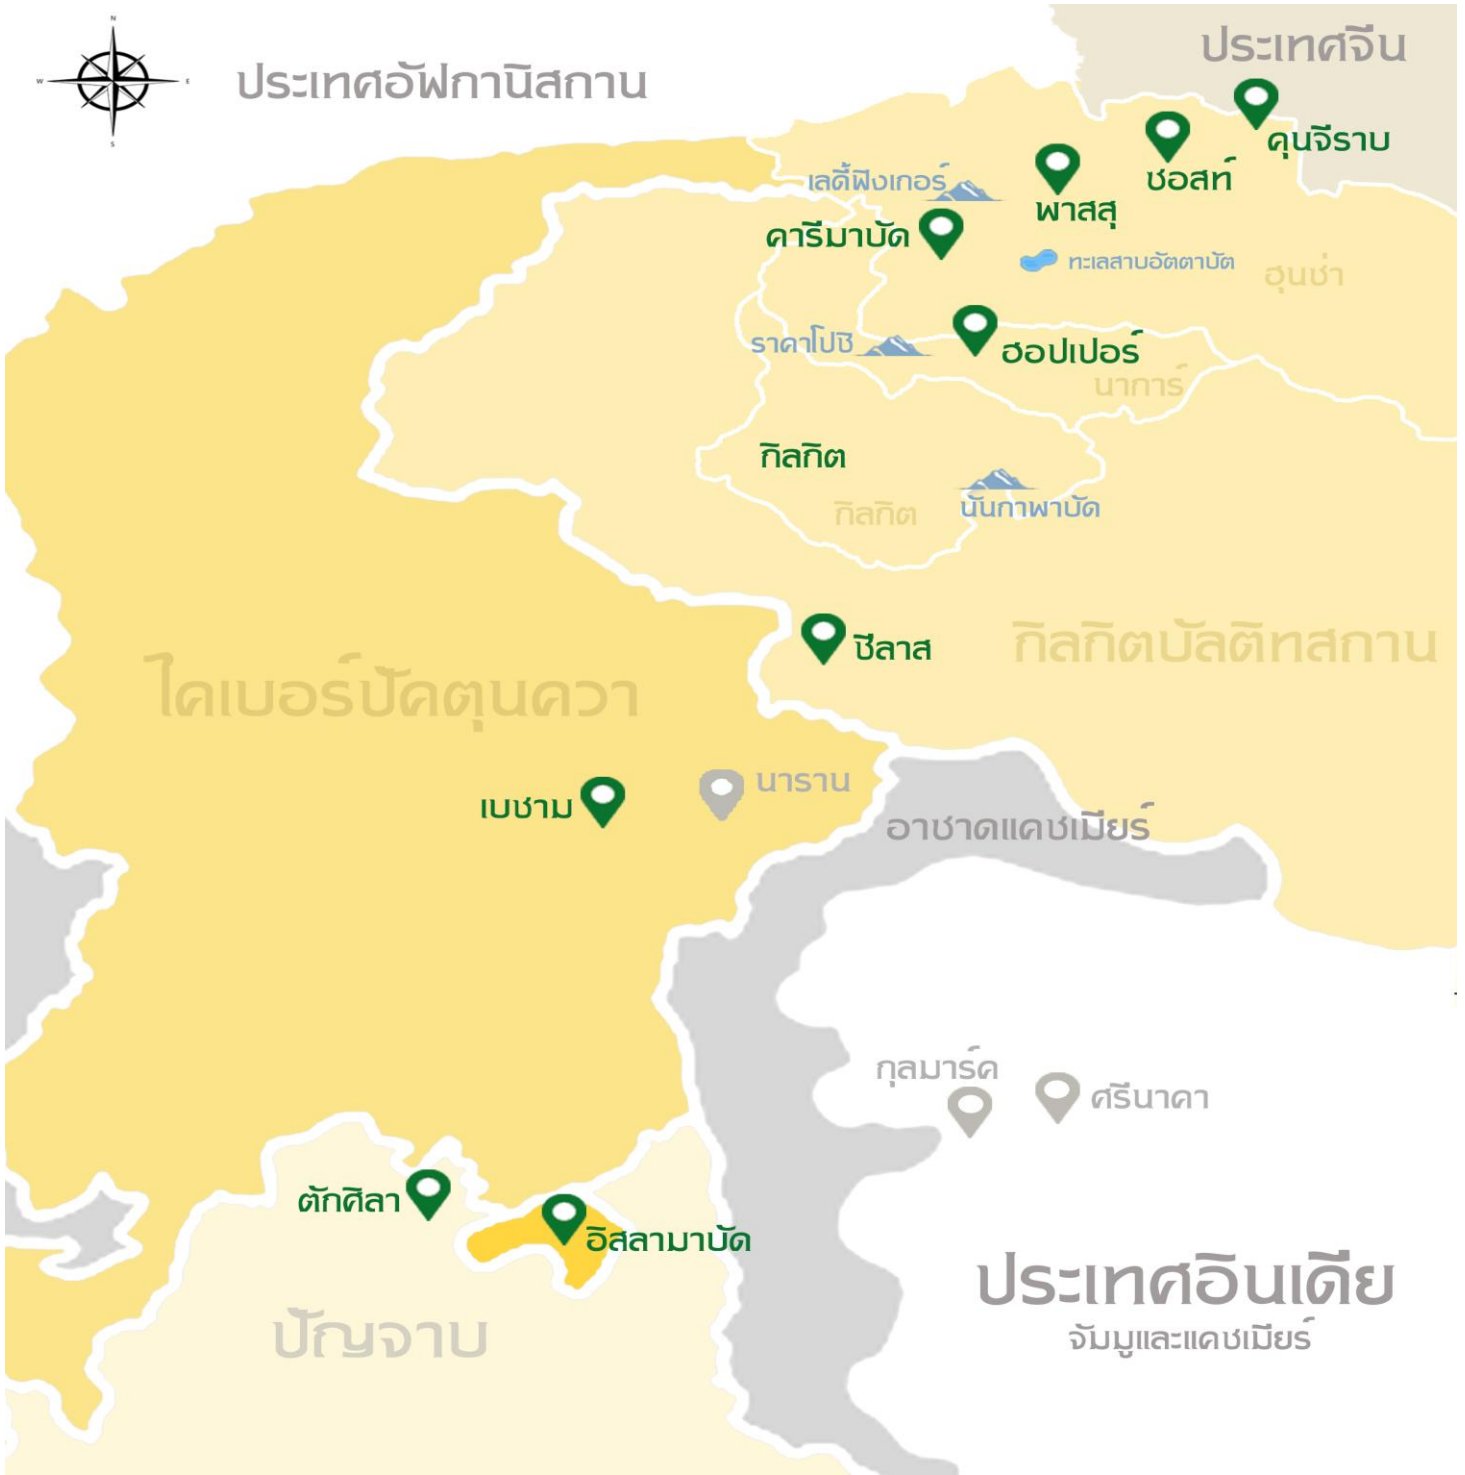 N
W
E
S
ประเทศอัฟกานิสถาน
ประเทศจีน
คุนจีราบ
ซอสท์
พาสสุ
เลดี้ฟิงเกอร์
คารีมาบัด
ทะเลสาบอัตตาบัต
ฮุนซ่า
ราคาโปชิ
ฮอปเปอร์
นาการ์
กิลกิต
นันกาพาบัด
กิลกิต
ชีลาส
กิลกิตบัลติทสถาน
ไคเบอร์ปัคตุนควา
นาราน
เบชาม
อาซาดแคชเมียร์
กุลมาร์ค
ศรีนาคา
ตักศิลา
อิสลามาบัด
ประเทศอินเดีย
จัมมูและแคชเมียร์
ปัญจาบ